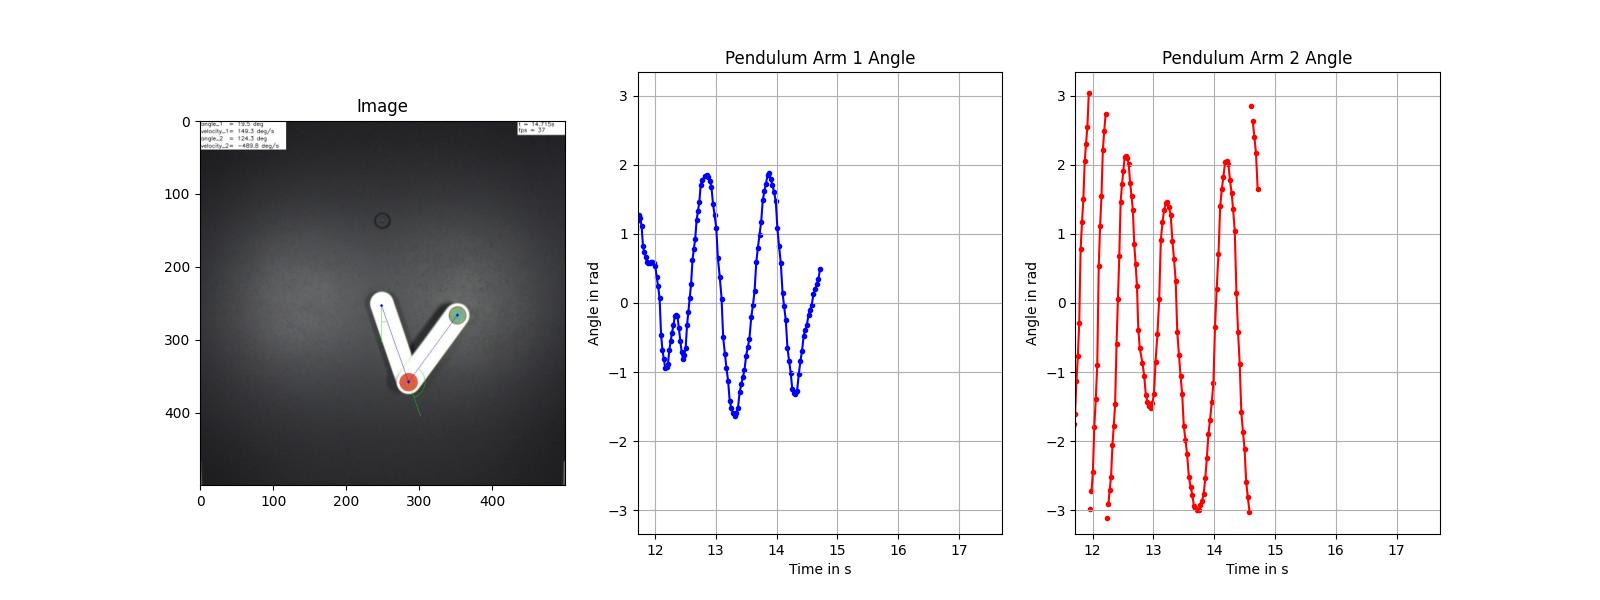 Image
Pendulum Arm 1 Angle
Pendulum Arm 2 Angle
angle_1 = 19.5 deg
velocity_1= 149.3 deg/s
angle_2 = 124.3 deg
velocity_2= -489.8 deg/s
t = 14.715s
fps = 37
0
100
200
300
400
0 100 200 300 400
Angle in rad
3
2
1
0
−1
−2
−3
12 13 14 15 16 17
Time in s
Angle in rad
3
2
1
0
−1
−2
−3
12 13 14 15 16 17
Time in s